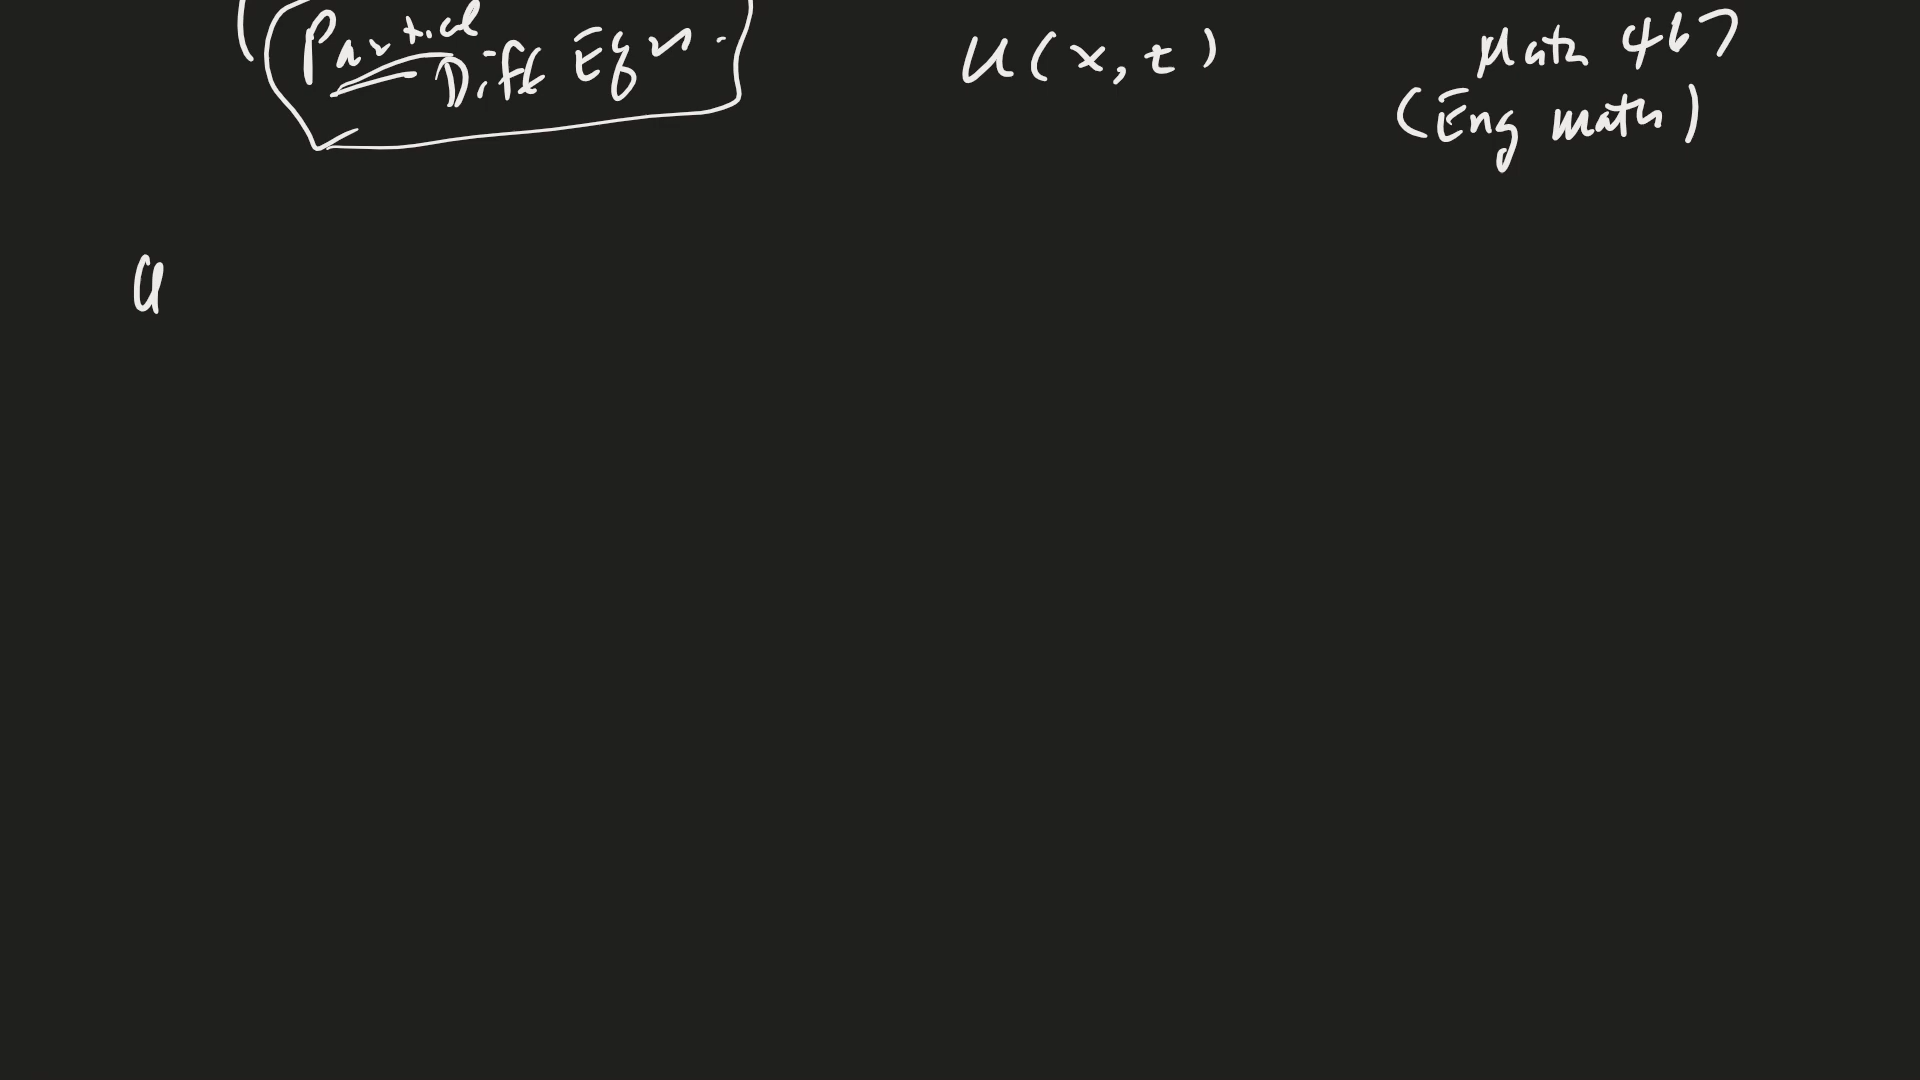 Partial
Diff Eqn.
u(x,t)
Math 467
(Eng math)
a